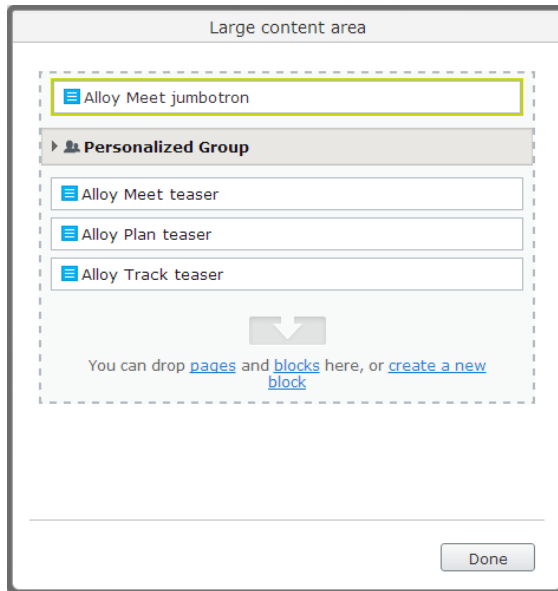 Large content area
Alloy Meet jumbotron
Personalized Group
Alloy Meet teaser
Alloy Plan teaser
Alloy Track teaser
You can drop pages and blocks here, or create a new
block
Done